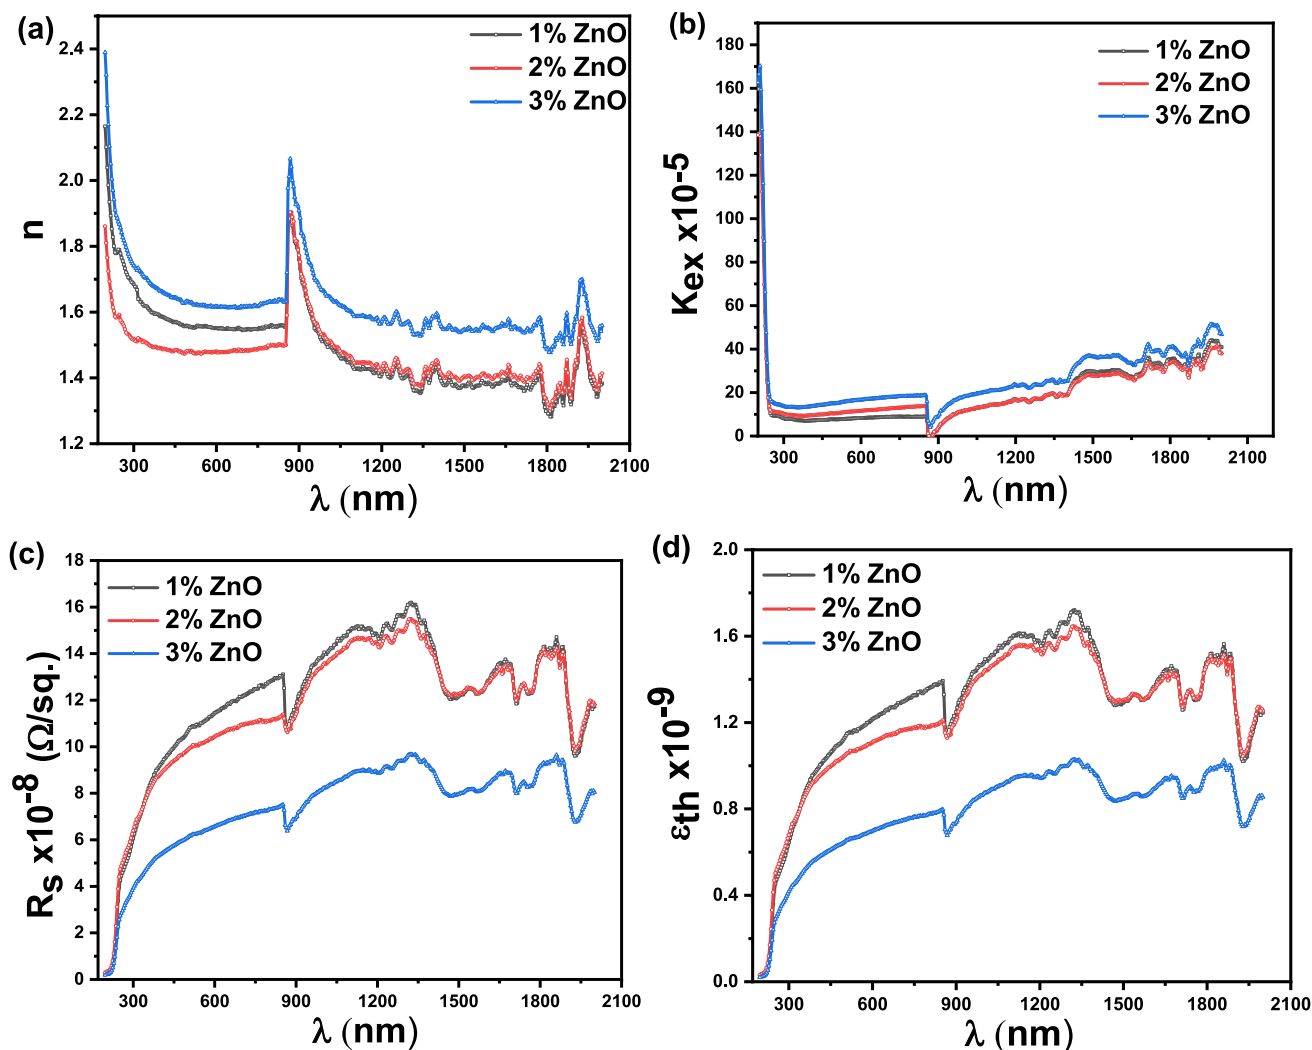 (a)
1% ZnO
2% ZnO
3% ZnO
n
2.4
2.2
2.0
1.8
1.6
1.4
1.2
300 600 900 1200 1500 1800 2100
λ (nm)
(b)
1% ZnO
2% ZnO
3% ZnO
Kex x10-5
180
160
140
120
100
80
60
40
20
0
300 600 900 1200 1500 1800 2100
λ (nm)
(c)
1% ZnO
2% ZnO
3% ZnO
Rs x10-8 (Ω/sq.)
18
16
14
12
10
8
6
4
2
0
300 600 900 1200 1500 1800 2100
λ (nm)
(d)
1% ZnO
2% ZnO
3% ZnO
εth x10-9
2.0
1.6
1.2
0.8
0.4
0.0
300 600 900 1200 1500 1800 2100
λ (nm)